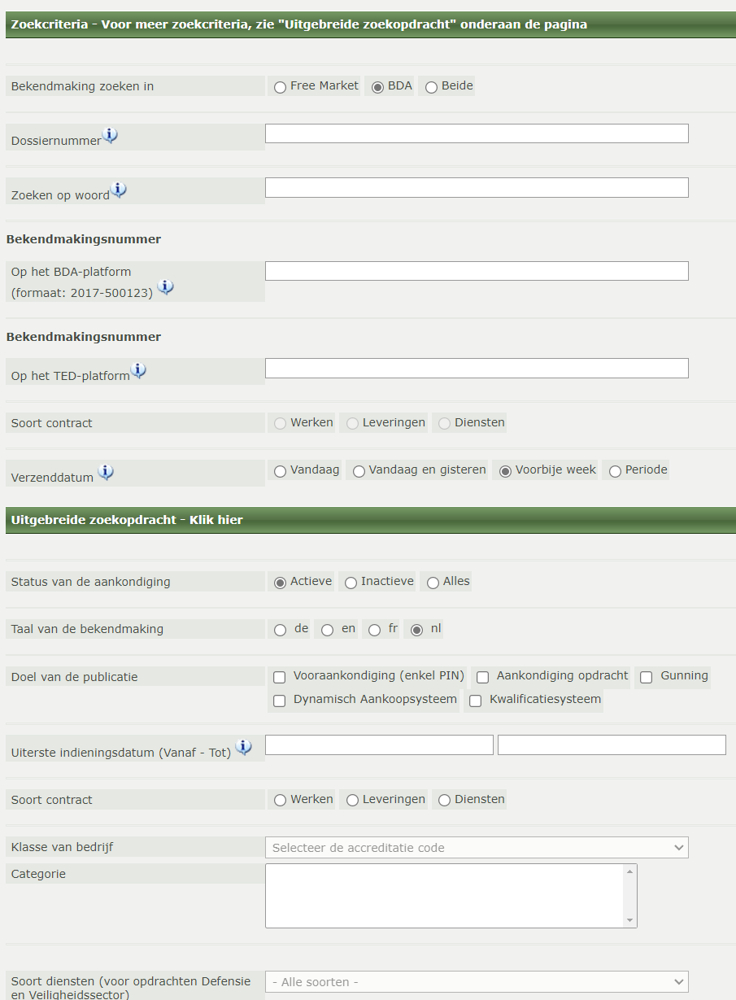 Zoekcriteria - Voor meer zoekcriteria, zie "Uitgebreide zoekopdracht" onderaan de pagina
Bekendmaking zoeken in Free Market BDA Beide
Dossiernummer
Zoeken op woord
Bekendmakingsnummer
Op het BDA-platform
(formaat: 2017-500123)
Bekendmakingsnummer
Op het TED-platform
Soort contract Werken Leveringen Diensten
Verzenddatum Vandaag Vandaag en gisteren Voorbije week Periode
Uitgebreide zoekopdracht - Klik hier
Status van de aankondiging Actieve Inactieve Alles
Taal van de bekendmaking de en fr nl
Doel van de publicatie Vooraankondiging (enkel PIN) Aankondiging opdracht Gunning
Dynamisch Aankoopsysteem Kwalificatiesysteem
Uiterste indieningsdatum (Vanaf - Tot)
Soort contract Werken Leveringen Diensten
Klasse van bedrijf Selecteer de accreditatie code
Categorie
Soort diensten (voor opdrachten Defensie - Alle soorten -
en Veiligheidssector)